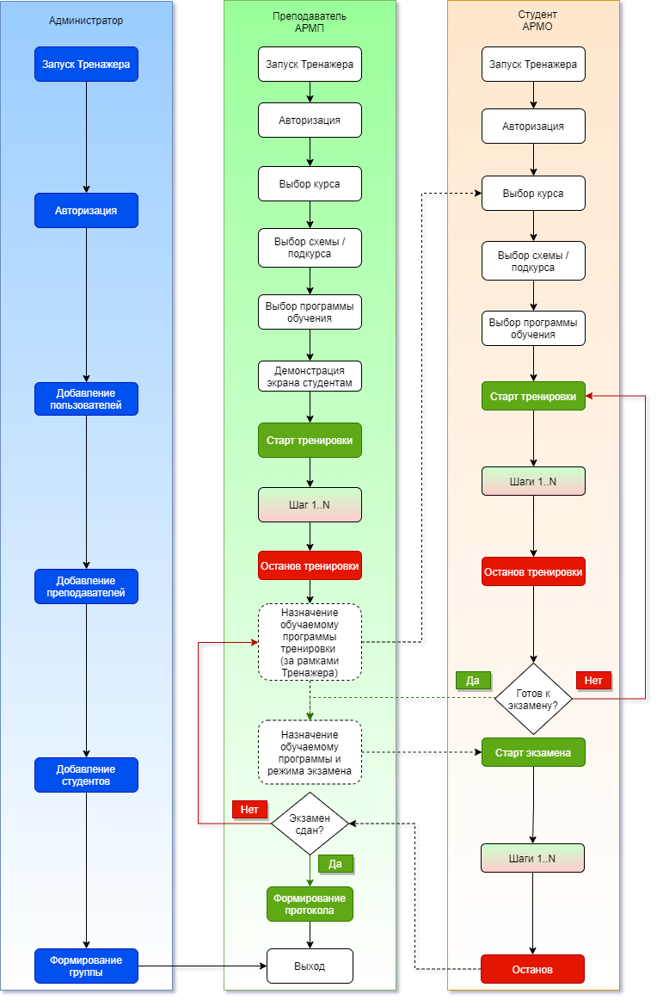 Администратор
Запуск Тренажера
Авторизация
Добавление
пользователей
Добавление
преподавателей
Добавление
студентов
Формирование
группы
Преподаватель
АРМП
Запуск Тренажера
Авторизация
Выбор курса
Выбор схемы /
подкурса
Выбор программы
обучения
Демонстрация
экрана студентам
Старт тренировки
Шаг 1..N
Останов тренировки
Назначение
обучаемому
программы
тренировки
(за рамками
Тренажера)
Назначение
обучаемому
программы и
режима экзамена
Нет
Экзамен
сдан?
Да
Формирование
протокола
Выход
Студент
АРМО
Запуск Тренажера
Авторизация
Выбор курса
Выбор схемы /
подкурса
Выбор программы
обучения
Старт тренировки
Шаги 1..N
Останов тренировки
Да
Нет
Готов к
экзамену?
Старт экзамена
Шаги 1..N
Останов